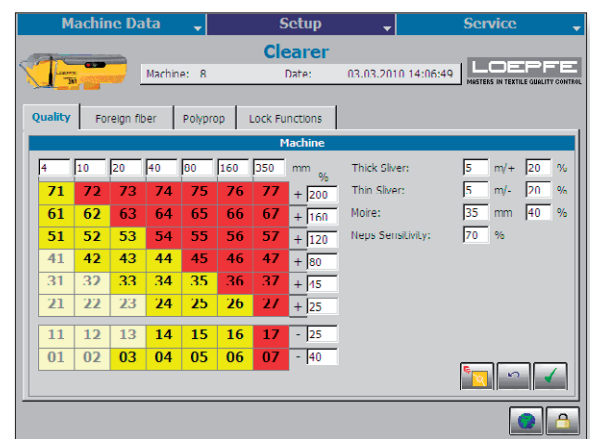 Machine Data Setup Service
Clearer
LOEPFE
Machine: 8 Date: 03.03.2010 14:06:49
MASTERS IN TEXTILE QUALITY CONTROL
Quality Foreign fiber Polyprop Lock Functions
Machine
4 10 20 40 80 160 350 mm % Thick Sliver: 5 m/+ 20 %
71 72 73 74 75 76 77 + 200 Thin Sliver: 5 m/- 20 %
61 62 63 64 65 66 67 + 160 Moire: 35 mm 40 %
51 52 53 54 55 56 57 + 120 Neps Sensitivity: 70 %
41 42 43 44 45 46 47 + 80
31 32 33 34 35 36 37 + 45
21 22 23 24 25 26 27 + 25
11 12 13 14 15 16 17 - 25
01 02 03 04 05 06 07 - 40